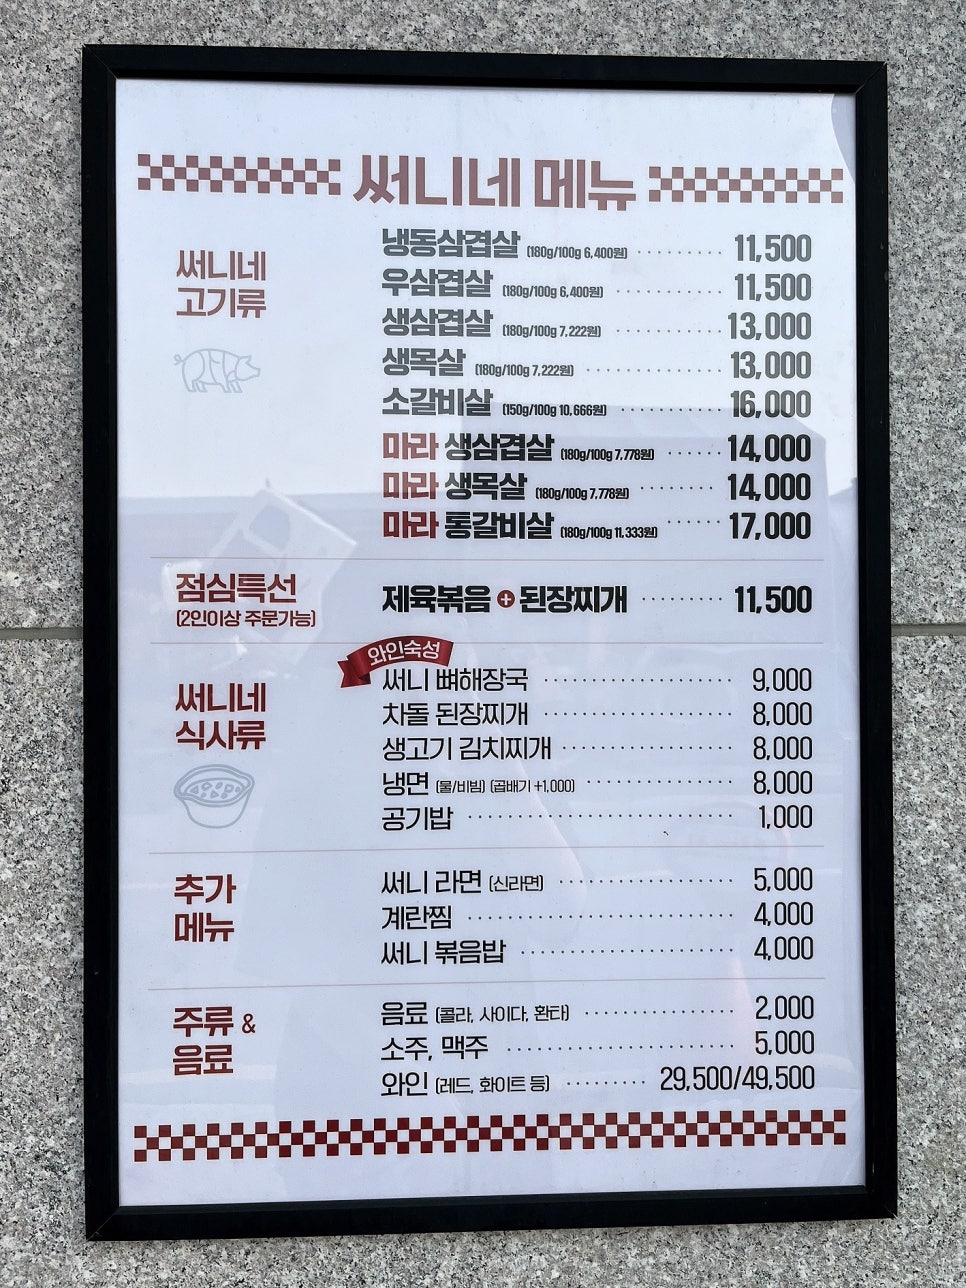 써니네 메뉴
써니네
고기류
냉동삼겹살 (180g/100g 6,400원) 11,500
우삼겹살 (180g/100g 6,400원) 11,500
생삼겹살 (180g/100g 7,222원) 13,000
생목살 (180g/100g 7,222원) 13,000
소갈비살 (150g/100g 10,666원) 16,000
마라 생삼겹살 (180g/100g 7,778원) 14,000
마라 생목살 (180g/100g 7,778원) 14,000
마라 통갈비살 (180g/100g 11,333원) 17,000
점심특선
(2인이상 주문가능)
제육볶음 + 된장찌개 11,500
써니네
식사류
와인숙성
써니 뼈해장국 9,000
차돌 된장찌개 8,000
생고기 김치찌개 8,000
냉면 (물/비빔) (곱배기 +1,000) 8,000
공기밥 1,000
추가
메뉴
써니 라면 (신라면) 5,000
계란찜 4,000
써니 볶음밥 4,000
주류 &
음료
음료 (콜라, 사이다, 환타) 2,000
소주, 맥주 5,000
와인 (레드, 화이트 등) 29,500/49,500